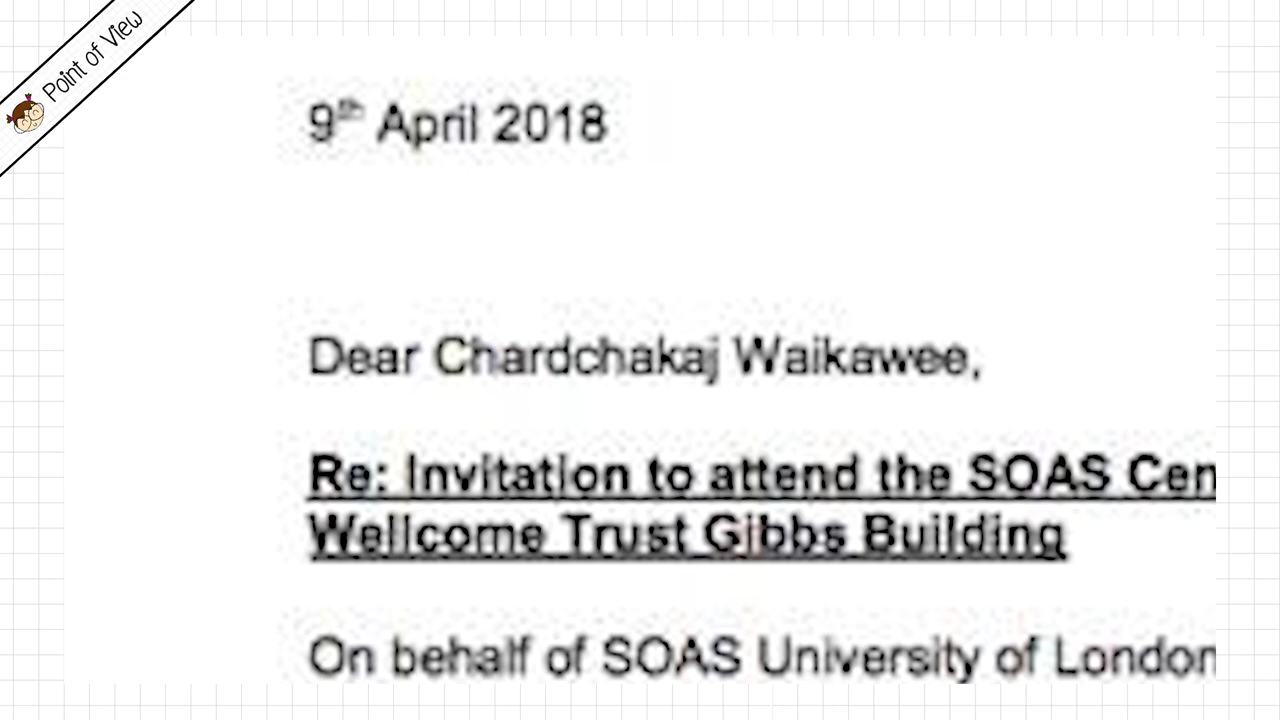 Point of View
9th April 2018
Dear Chardchakaj Waikawee,
Re: Invitation to attend the SOAS Cen
Wellcome Trust Gibbs Building
On behalf of SOAS University of London